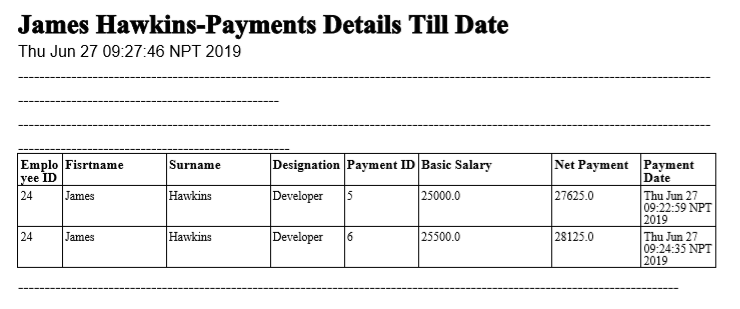 James Hawkins-Payments Details Till Date
Thu Jun 27 09:27:46 NPT 2019
--------------------------------------------------------------------------------------------------------------------------------------
--------------------------------------------------
--------------------------------------------------------------------------------------------------------------------------------------
----------------------------------------------------
Emplo Fisrtname Surname Designation Payment ID Basic Salary Net Payment Payment
yee ID Date
24 James Hawkins Developer 5 25000.0 27625.0 Thu Jun 27
09:22:59 NPT
2019
24 James Hawkins Developer 6 25500.0 28125.0 Thu Jun 27
09:24:35 NPT
2019
--------------------------------------------------------------------------------------------------------------------------------